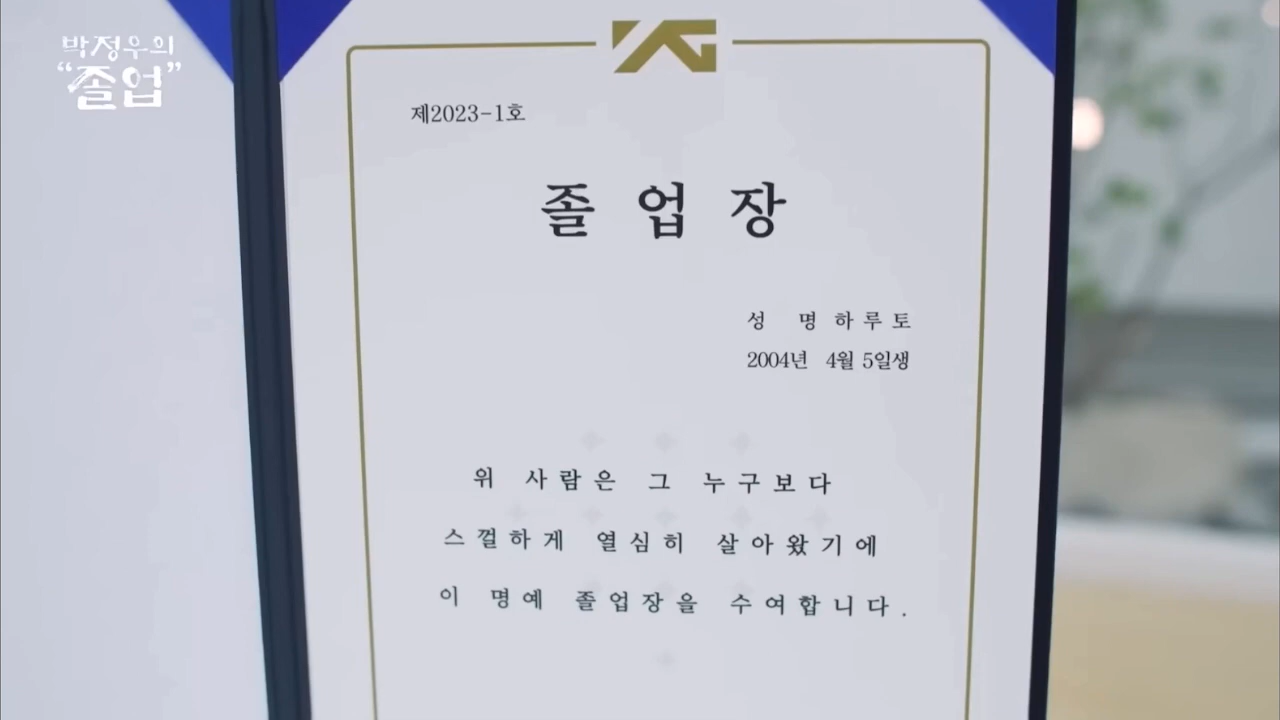 박정우의
“졸업”
YG
제2023-1호
졸 업 장
성 명 하 루 토
2004년 4월 5일생
위 사람은 그 누구보다
스껄하게 열심히 살아왔기에
이 명예 졸업장을 수여합니다.